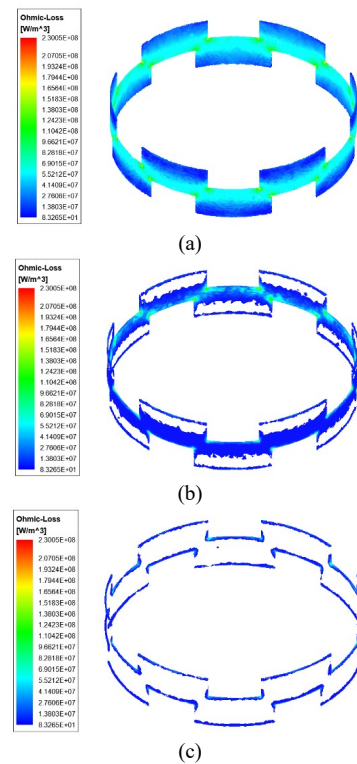 Ohmic-Loss
[W/m^3]
2.3005E+08
2.0705E+08
1.9324E+08
1.7944E+08
1.6564E+08
1.5183E+08
1.3803E+08
1.2423E+08
1.1042E+08
9.6621E+07
8.2818E+07
6.9015E+07
5.5212E+07
4.1409E+07
2.7606E+07
1.3803E+07
8.3265E+01
(a)
Ohmic-Loss
[W/m^3]
2.3005E+08
2.0705E+08
1.9324E+08
1.7944E+08
1.6564E+08
1.5183E+08
1.3803E+08
1.2423E+08
1.1042E+08
9.6621E+07
8.2818E+07
6.9015E+07
5.5212E+07
4.1409E+07
2.7606E+07
1.3803E+07
8.3265E+01
(b)
Ohmic-Loss
[W/m^3]
2.3005E+08
2.0705E+08
1.9324E+08
1.7944E+08
1.6564E+08
1.5183E+08
1.3803E+08
1.2423E+08
1.1042E+08
9.6621E+07
8.2818E+07
6.9015E+07
5.5212E+07
4.1409E+07
2.7606E+07
1.3803E+07
8.3265E+01
(c)